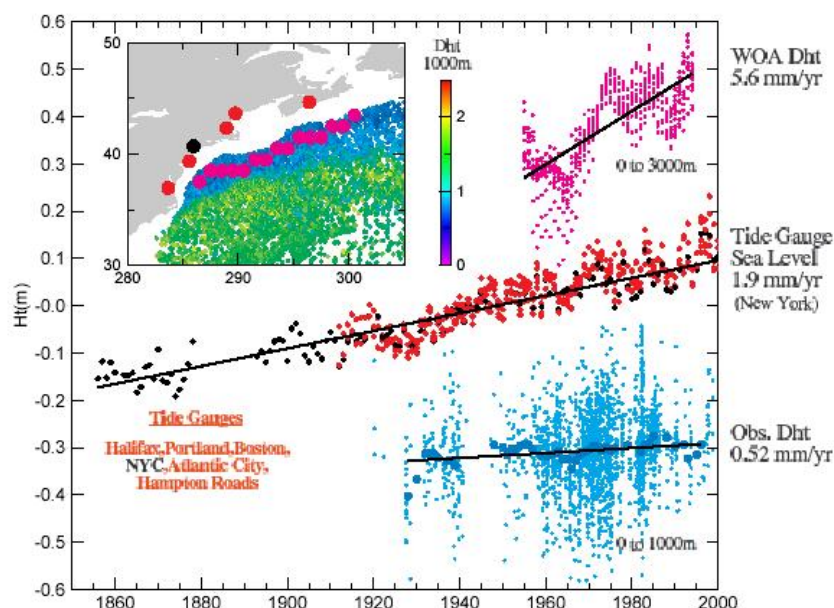 0.6
0.5
0.4
0.3
0.2
0.1
-0.0
-0.1
-0.2
-0.3
-0.4
-0.5
-0.6
Ht(m)
1860
1880
1900
1920
1940
1960
1980
2000
50
40
30
280
290
300
Dht
1000m
2
1
0
WOA Dht
5.6 mm/yr
0 to 3000m
Tide Gauge
Sea Level
1.9 mm/yr
(New York)
Tide Gauges
Halifax,Portland,Boston,
NYC,Atlantic City,
Hampton Roads
Obs. Dht
0.52 mm/yr
0 to 1000m